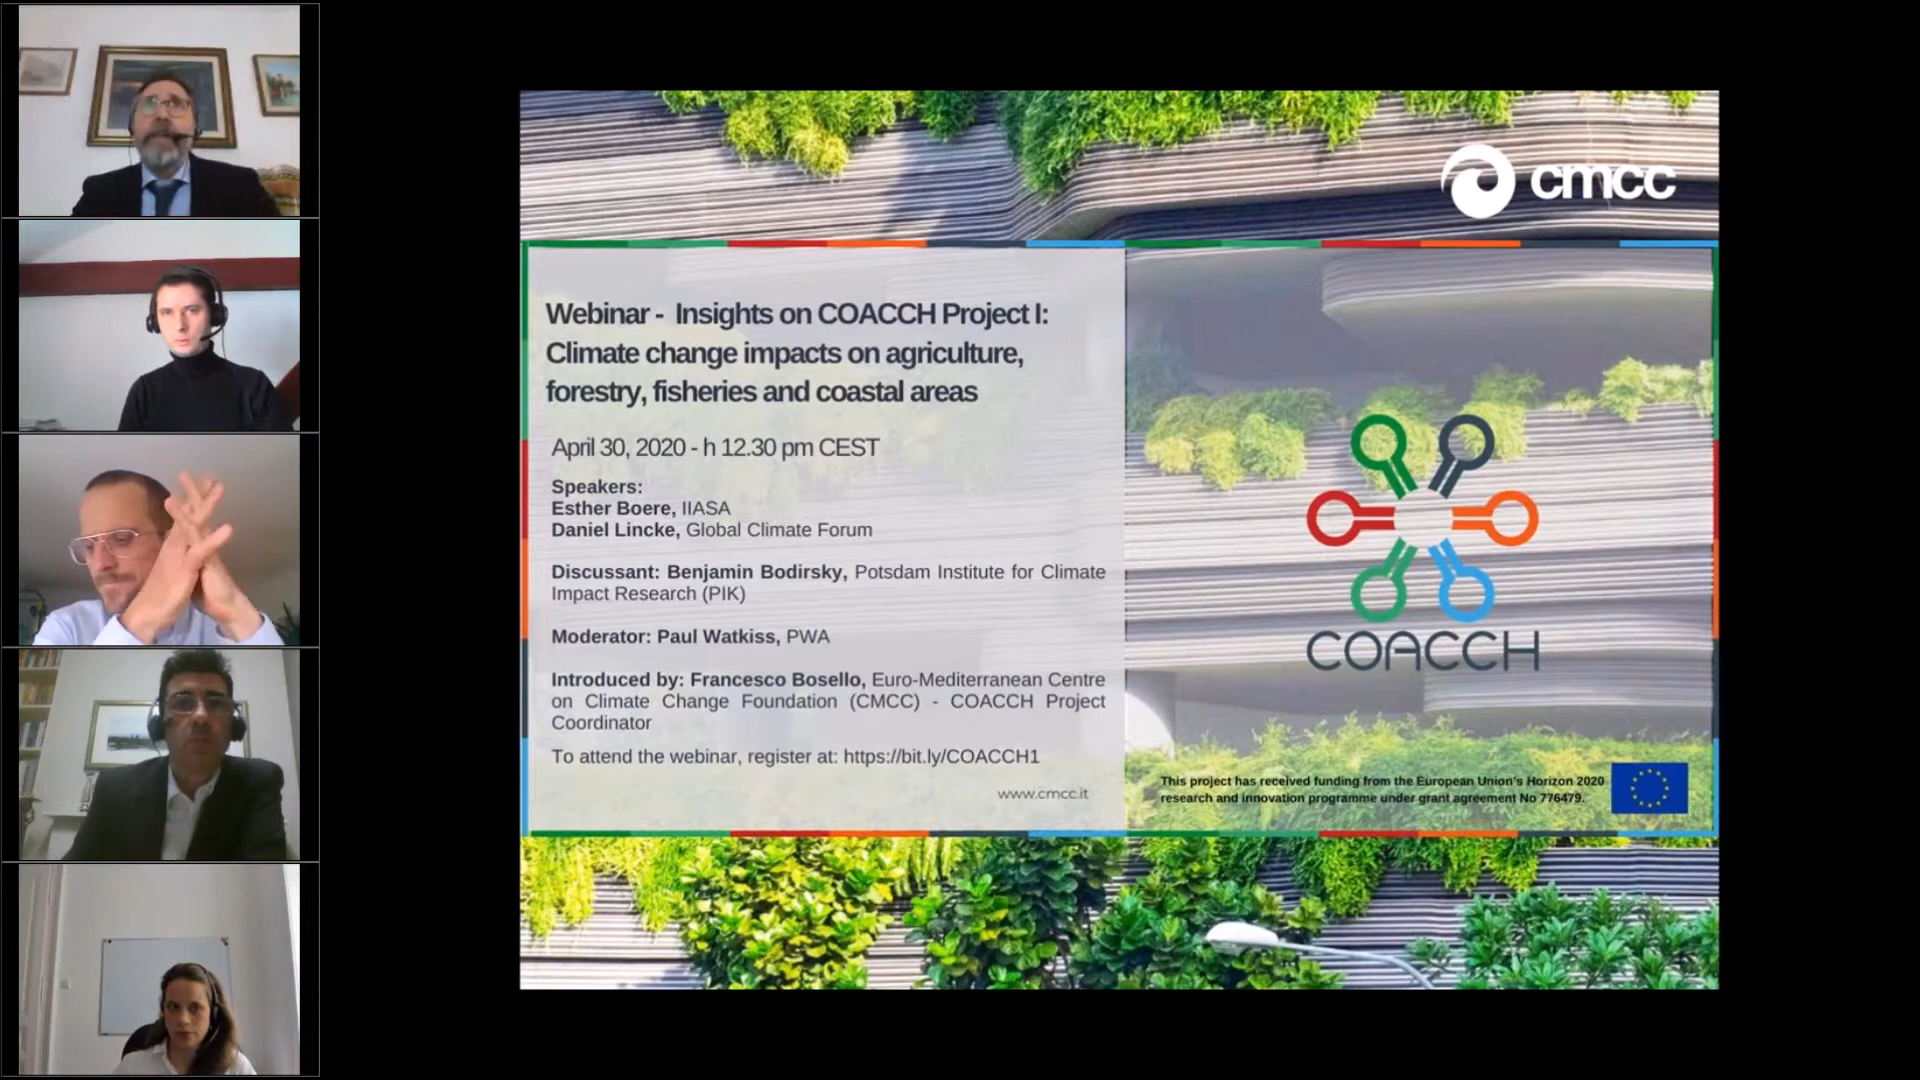 cmcc
Webinar - Insights on COACCH Project I:
Climate change impacts on agriculture,
forestry, fisheries and coastal areas
April 30, 2020 - h 12.30 pm CEST
Speakers:
Esther Boere, IIASA
Daniel Lincke, Global Climate Forum
Discussant: Benjamin Bodirsky, Potsdam Institute for Climate
Impact Research (PIK)
Moderator: Paul Watkiss, PWA
Introduced by: Francesco Bosello, Euro-Mediterranean Centre
on Climate Change Foundation (CMCC) - COACCH Project
Coordinator
To attend the webinar, register at: https://bit.ly/COACCH1
www.cmcc.it
COACCH
This project has received funding from the European Union's Horizon 2020
research and innovation programme under grant agreement No 776479.